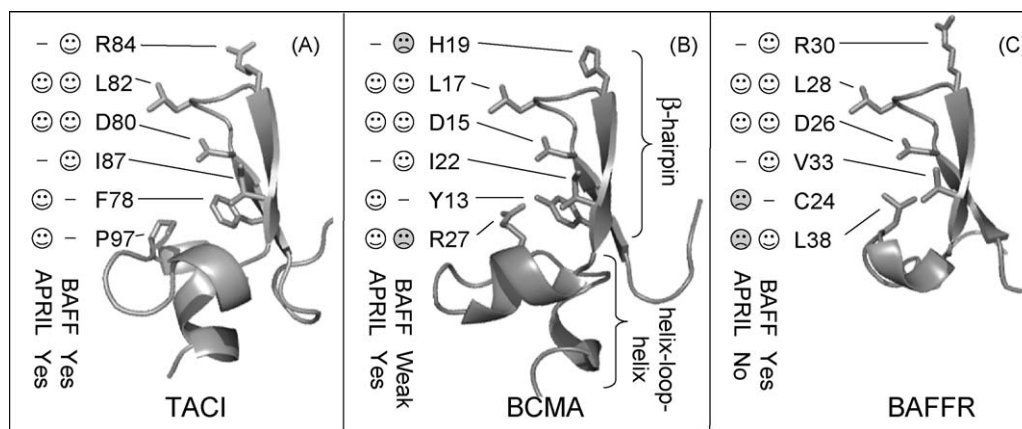 (A)
– R84
L82
D80
– I87
F78 –
P97 –
APRIL Yes
BAFF Yes
TACI
(B)
– H19
L17
D15
– I22
Y13 –
R27
APRIL Yes
BAFF Weak
β-hairpin
helix-loop-
helix
BCMA
(C)
– R30
L28
D26
– V33
C24 –
L38
APRIL No
BAFF Yes
BAFFR